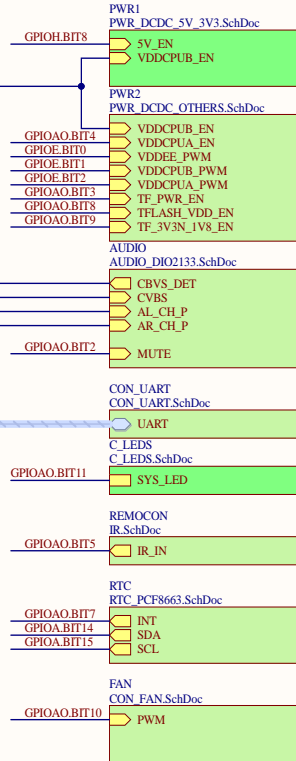 PWR1
PWR_DCDC_5V_3V3.SchDoc
GPIOH.BIT8
5V_EN
VDDCPUB_EN
PWR2
PWR_DCDC_OTHERS.SchDoc
VDDCPUB_EN
GPIOAO.BIT4 VDDCPUA_EN
GPIOE.BIT0 VDDEE_PWM
GPIOE.BIT1 VDDCPUB_PWM
GPIOE.BIT2 VDDCPUA_PWM
GPIOAO.BIT3 TF_PWR_EN
GPIOAO.BIT8 TFLASH_VDD_EN
GPIOAO.BIT9 TF_3V3N_1V8_EN
AUDIO
AUDIO_DIO2133.SchDoc
CBVS_DET
CVBS
AL_CH_P
AR_CH_P
GPIOAO.BIT2 MUTE
CON_UART
CON_UART.SchDoc
UART
C_LEDS
C_LEDS.SchDoc
GPIOAO.BIT11 SYS_LED
REMOCON
IR.SchDoc
GPIOAO.BIT5 IR_IN
RTC
RTC_PCF8663.SchDoc
GPIOAO.BIT7 INT
GPIOA.BIT14 SDA
GPIOA.BIT15 SCL
FAN
CON_FAN.SchDoc
GPIOAO.BIT10 PWM